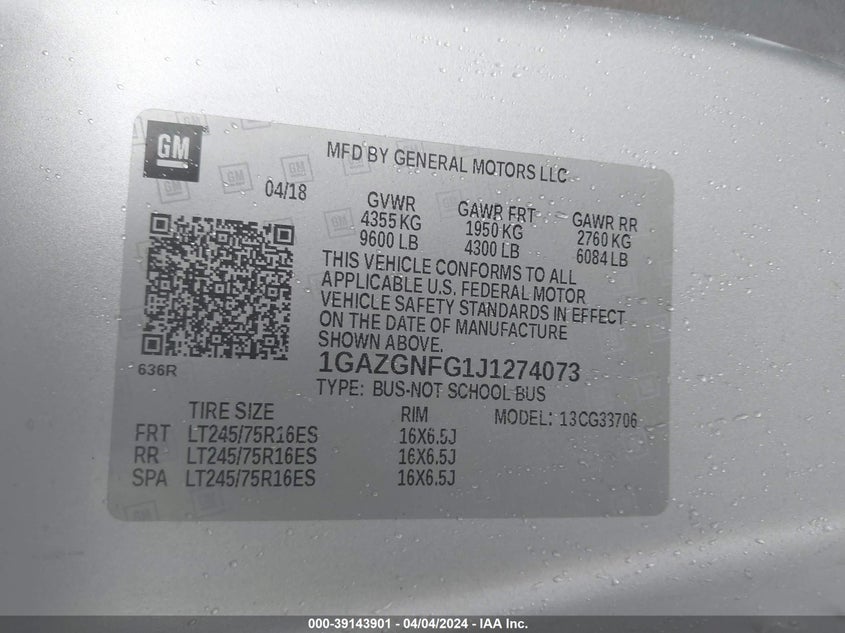 GM
MFD BY GENERAL MOTORS LLC
04/18
GVWR GAWR FRT GAWR RR
4355 KG 1950 KG 2760 KG
9600 LB 4300 LB 6084 LB
THIS VEHICLE CONFORMS TO ALL
APPLICABLE U.S. FEDERAL MOTOR
VEHICLE SAFETY STANDARDS IN EFFECT
ON THE DATE OF MANUFACTURE
SHOWN ABOVE.
636R
1GAZGNFG1J1274073
TYPE: BUS-NOT SCHOOL BUS
TIRE SIZE RIM MODEL: 13CG33706
FRT LT245/75R16ES 16X6.5J
RR LT245/75R16ES 16X6.5J
SPA LT245/75R16ES 16X6.5J
000-39143901 - 04/04/2024 - IAA Inc.